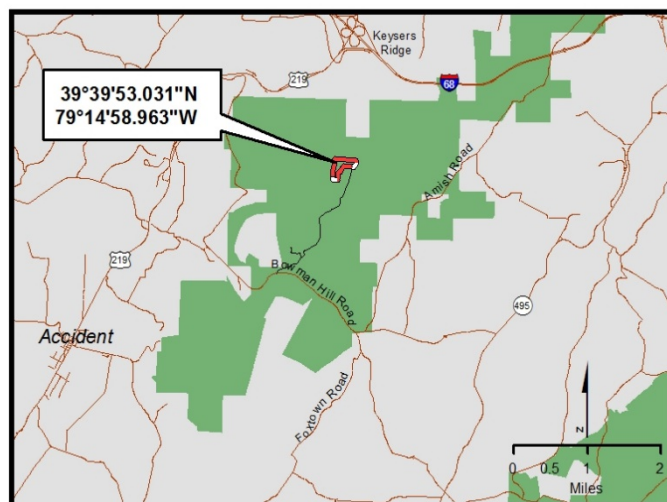 Keysers
Ridge
219
68
39°39'53.031"N
79°14'58.963"W
Amish Road
219
Bowman Hill Road
495
Accident
Foxtown Road
N
0 0.5 1 2
Miles